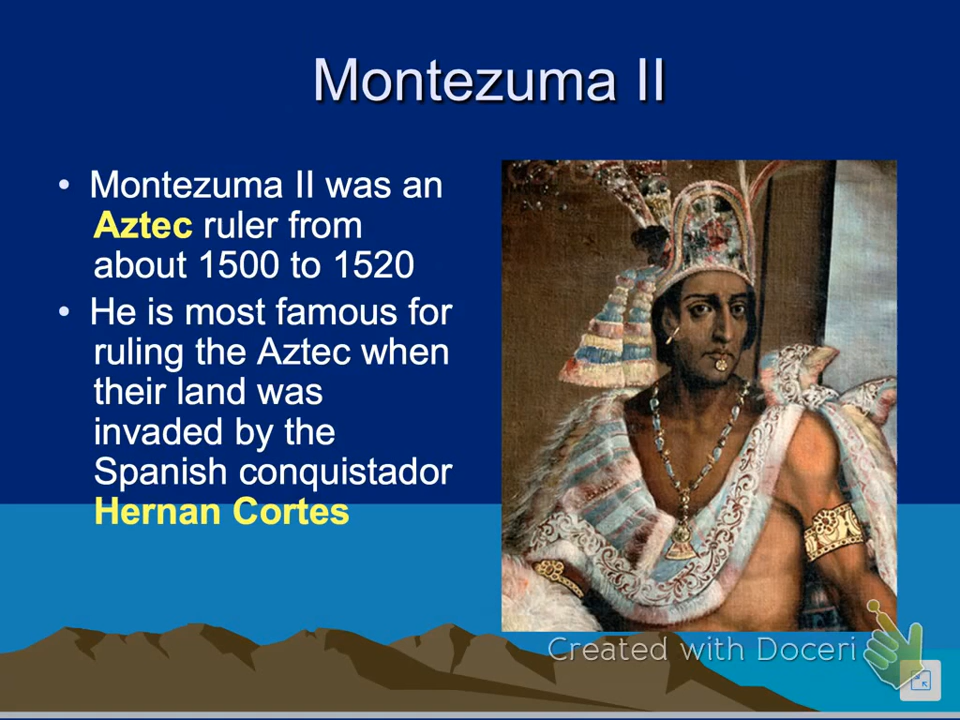 Montezuma II
• Montezuma II was an
Aztec ruler from
about 1500 to 1520
• He is most famous for
ruling the Aztec when
their land was
invaded by the
Spanish conquistador
Hernan Cortes
Created with Doceri